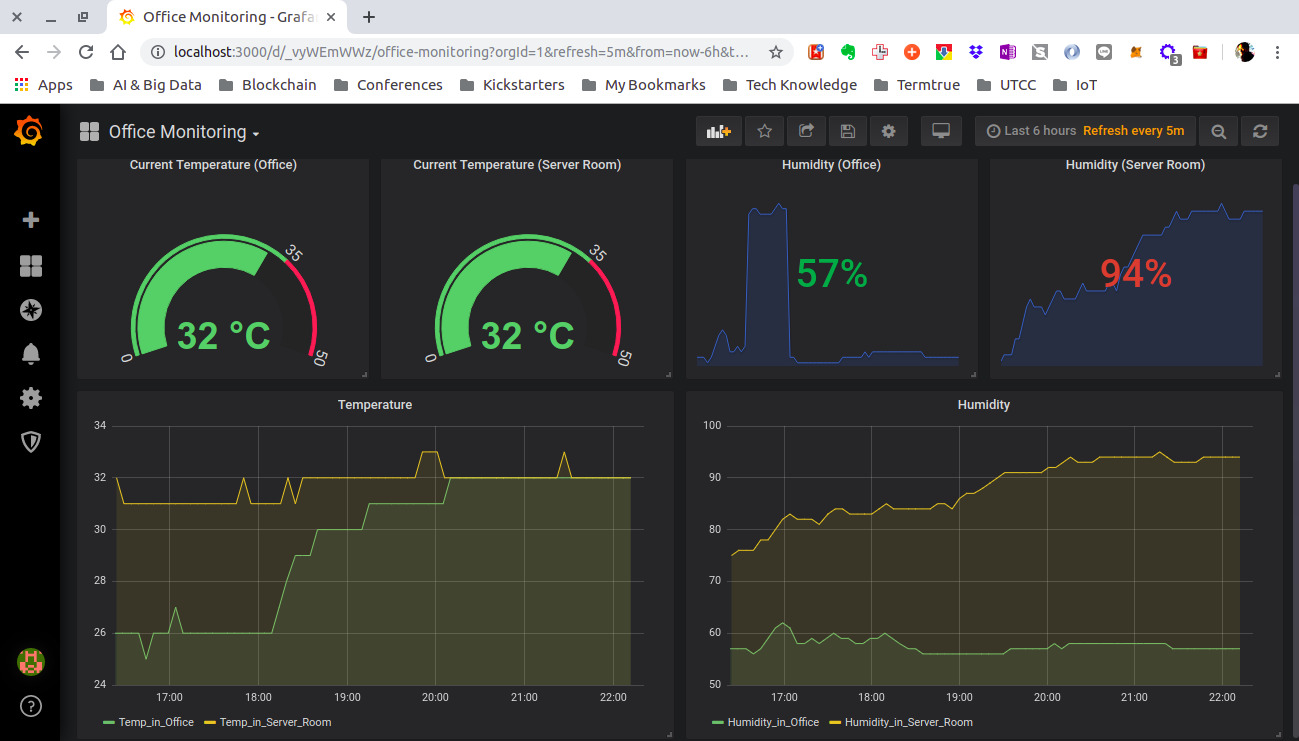 Office Monitoring - Grafa
localhost:3000/d/_vyWEmWWz/office-monitoring?orgId=1&refresh=5m&from=now-6h&t...
3
Apps AI & Big Data Blockchain Conferences Kickstarters My Bookmarks Tech Knowledge Termtrue UTCC IoT
Office Monitoring
Last 6 hours Refresh every 5m
Current Temperature (Office)
0
35
50
32 °C
Current Temperature (Server Room)
0
35
50
32 °C
Humidity (Office)
57%
Humidity (Server Room)
94%
Temperature
34
32
30
28
26
24
17:00 18:00 19:00 20:00 21:00 22:00
Temp_in_Office Temp_in_Server_Room
Humidity
100
90
80
70
60
50
17:00 18:00 19:00 20:00 21:00 22:00
Humidity_in_Office Humidity_in_Server_Room